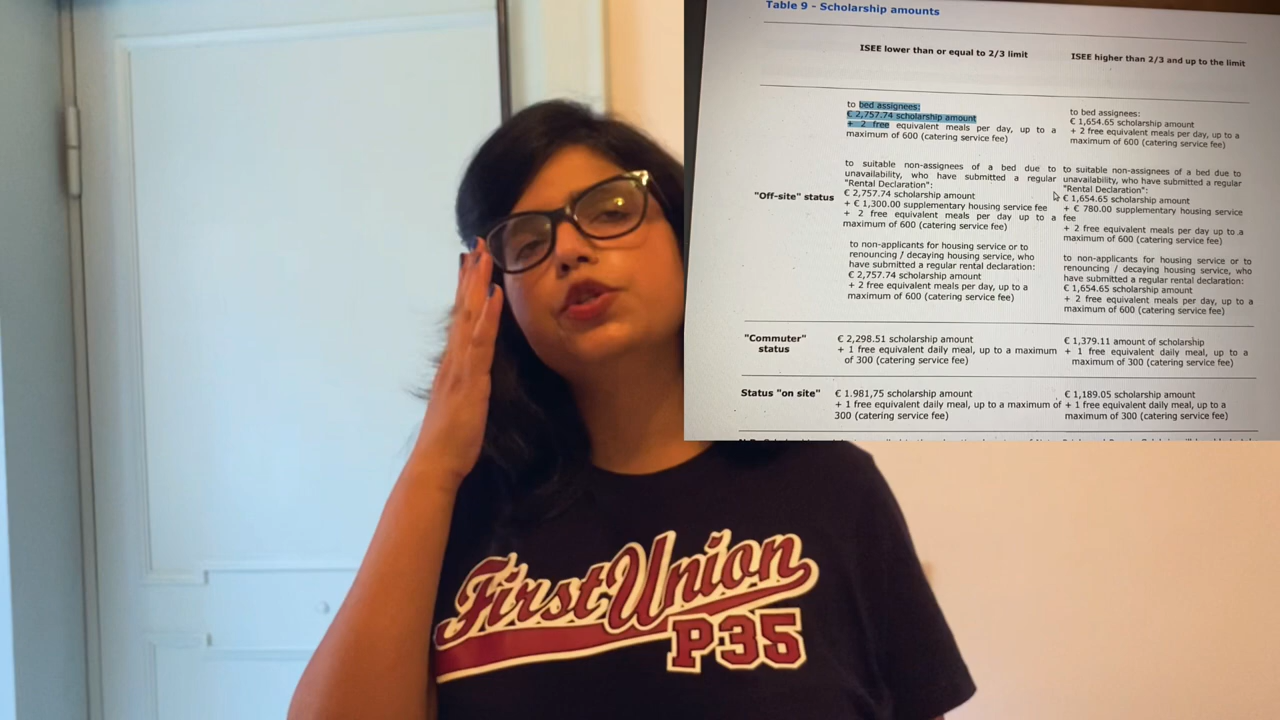 Table 9 - Scholarship amounts
ISEE lower than or equal to 2/3 limit
ISEE higher than 2/3 and up to the limit
"Off-site" status
to bed assignees:
€ 2,757.74 scholarship amount
+ 2 free equivalent meals per day, up to a
maximum of 600 (catering service fee)
to bed assignees:
€ 1,654.65 scholarship amount
+ 2 free equivalent meals per day, up to a
maximum of 600 (catering service fee)
to suitable non-assignees of a bed due to
unavailability, who have submitted a regular
"Rental Declaration":
€ 2,757.74 scholarship amount
+ € 1,300.00 supplementary housing service fee
+ 2 free equivalent meals per day up to a
maximum of 600 (catering service fee)
to suitable non-assignees of a bed due to
unavailability, who have submitted a regular
"Rental Declaration":
€ 1,654.65 scholarship amount
+ € 780.00 supplementary housing service
fee
+ 2 free equivalent meals per day up to a
maximum of 600 (catering service fee)
to non-applicants for housing service or to
renouncing / decaying housing service, who
have submitted a regular rental declaration:
€ 2,757.74 scholarship amount
+ 2 free equivalent meals per day, up to a
maximum of 600 (catering service fee)
to non-applicants for housing service or to
renouncing / decaying housing service, who
have submitted a regular rental declaration:
€ 1,654.65 scholarship amount
+ 2 free equivalent meals per day, up to a
maximum of 600 (catering service fee)
"Commuter"
status
€ 2,298.51 scholarship amount
+ 1 free equivalent daily meal, up to a maximum
of 300 (catering service fee)
€ 1,379.11 amount of scholarship
+ 1 free equivalent daily meal, up to a
maximum of 300 (catering service fee)
Status "on site"
€ 1.981,75 scholarship amount
+ 1 free equivalent daily meal, up to a maximum of
300 (catering service fee)
€ 1,189.05 scholarship amount
+ 1 free equivalent daily meal, up to a
maximum of 300 (catering service fee)
First Union
P35